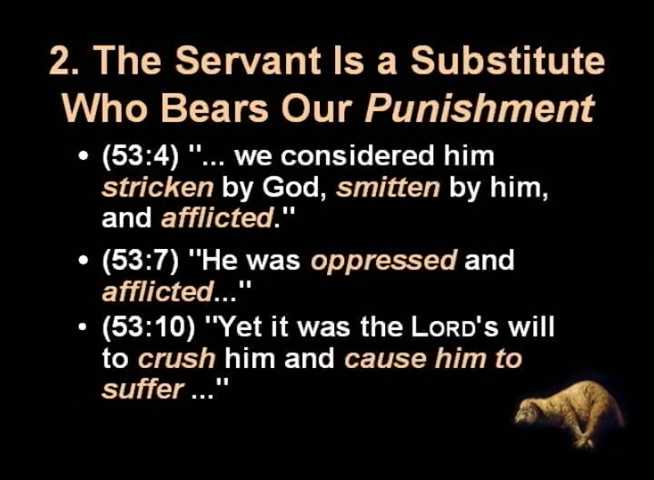 2. The Servant Is a Substitute
Who Bears Our Punishment
• (53:4) "... we considered him
stricken by God, smitten by him,
and afflicted."
• (53:7) "He was oppressed and
afflicted..."
• (53:10) "Yet it was the LORD's will
to crush him and cause him to
suffer ..."